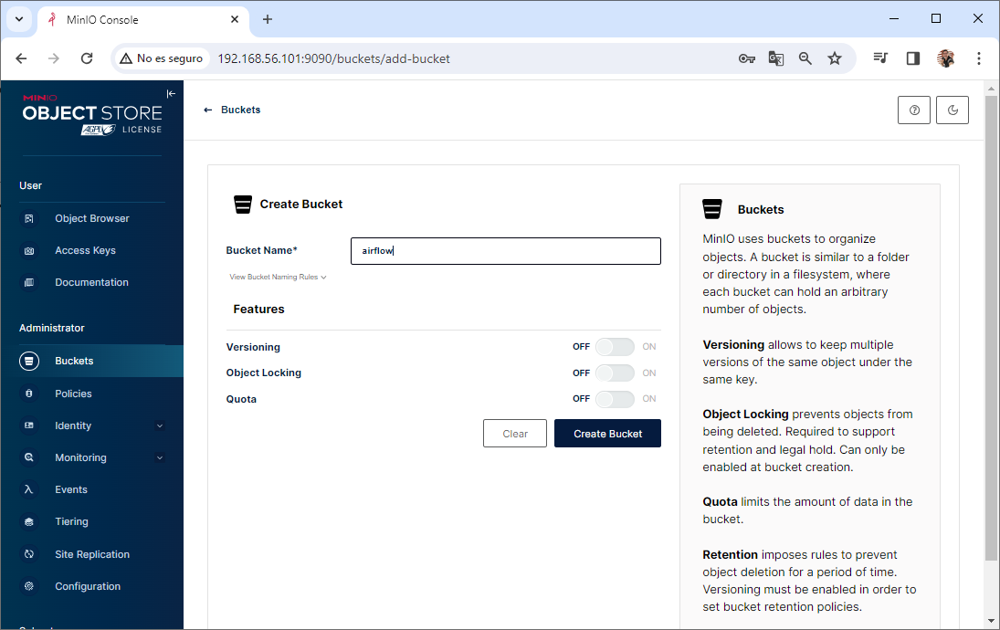 MinIO Console
No es seguro
192.168.56.101:9090/buckets/add-bucket
MINIO
OBJECT STORE
AGPLv3 LICENSE
User
Object Browser
Access Keys
Documentation
Administrator
Buckets
Policies
Identity
Monitoring
Events
Tiering
Site Replication
Configuration
Buckets
Create Bucket
Bucket Name*
airflow
View Bucket Naming Rules
Features
Versioning
OFF ON
Object Locking
OFF ON
Quota
OFF ON
Clear
Create Bucket
Buckets
MinIO uses buckets to organize
objects. A bucket is similar to a folder
or directory in a filesystem, where
each bucket can hold an arbitrary
number of objects.
Versioning allows to keep multiple
versions of the same object under the
same key.
Object Locking prevents objects from
being deleted. Required to support
retention and legal hold. Can only be
enabled at bucket creation.
Quota limits the amount of data in the
bucket.
Retention imposes rules to prevent
object deletion for a period of time.
Versioning must be enabled in order to
set bucket retention policies.